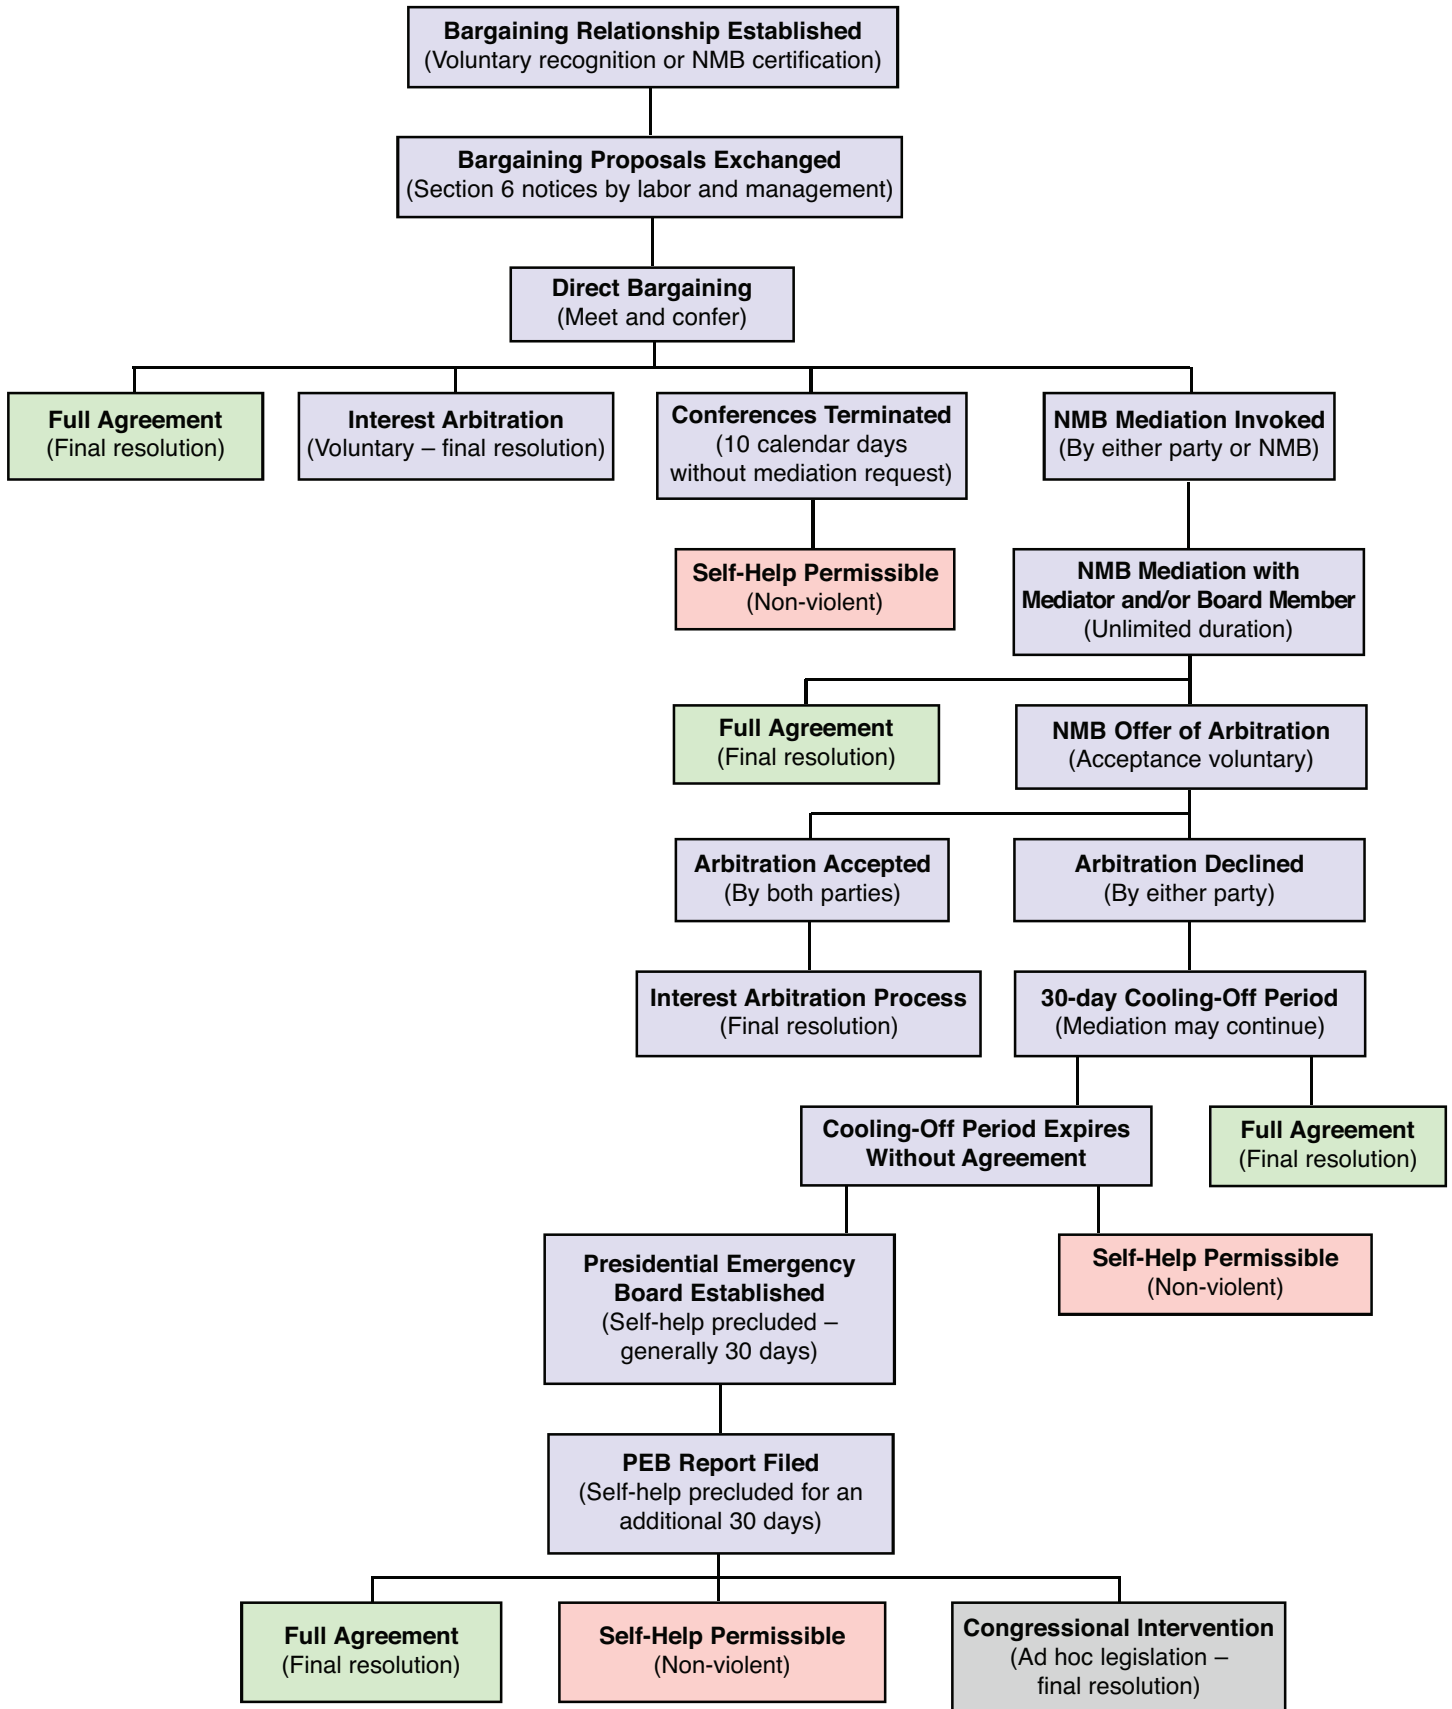 Bargaining Relationship Established
(Voluntary recognition or NMB certification)
Bargaining Proposals Exchanged
(Section 6 notices by labor and management)
Direct Bargaining
(Meet and confer)
Full Agreement
(Final resolution)
Interest Arbitration
(Voluntary – final resolution)
Conferences Terminated
(10 calendar days
without mediation request)
NMB Mediation Invoked
(By either party or NMB)
Self-Help Permissible
(Non-violent)
NMB Mediation with
Mediator and/or Board Member
(Unlimited duration)
Full Agreement
(Final resolution)
NMB Offer of Arbitration
(Acceptance voluntary)
Arbitration Accepted
(By both parties)
Arbitration Declined
(By either party)
Interest Arbitration Process
(Final resolution)
30-day Cooling-Off Period
(Mediation may continue)
Cooling-Off Period Expires
Without Agreement
Full Agreement
(Final resolution)
Presidential Emergency
Board Established
(Self-help precluded –
generally 30 days)
Self-Help Permissible
(Non-violent)
PEB Report Filed
(Self-help precluded for an
additional 30 days)
Full Agreement
(Final resolution)
Self-Help Permissible
(Non-violent)
Congressional Intervention
(Ad hoc legislation –
final resolution)